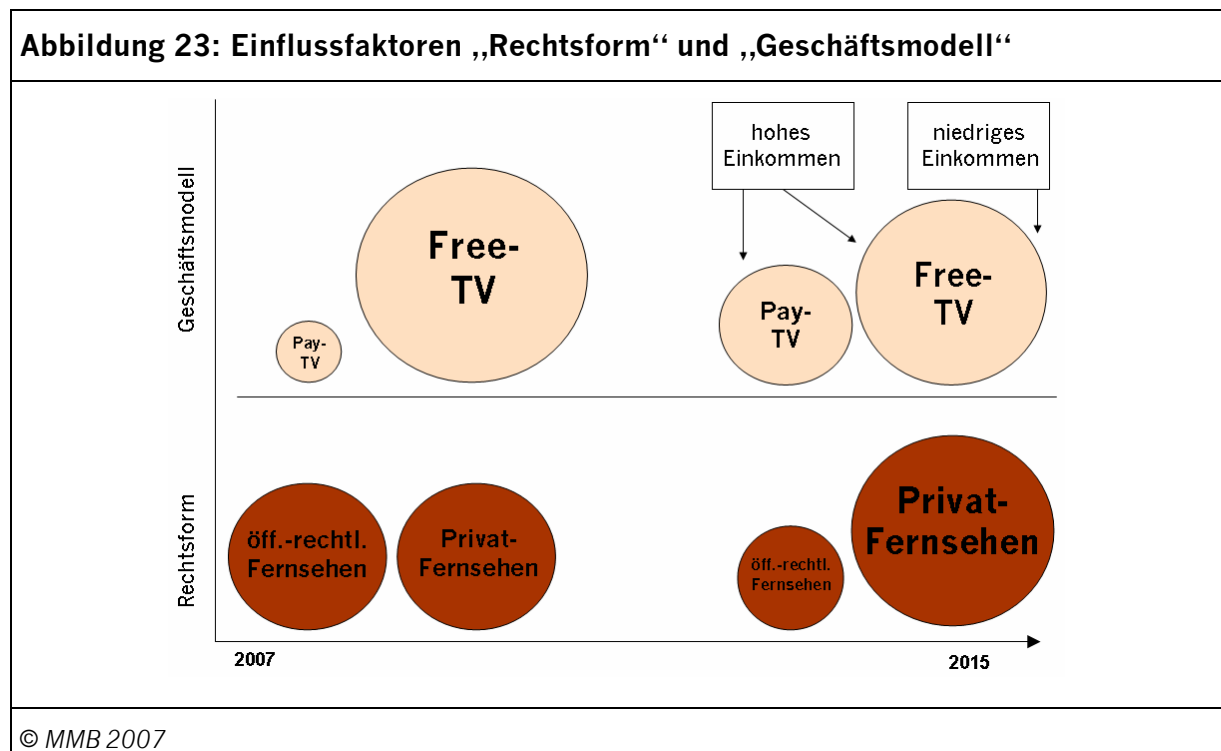 Abbildung 23: Einflussfaktoren ,,Rechtsform“ und ,,Geschäftsmodell“
Geschäftsmodell
hohes
Einkommen
niedriges
Einkommen
Pay-
TV
Free-
TV
Pay-
TV
Free-
TV
Rechtsform
öff.-rechtl.
Fernsehen
Privat-
Fernsehen
öff.-rechtl.
Fernsehen
Privat-
Fernsehen
2007
2015
© MMB 2007